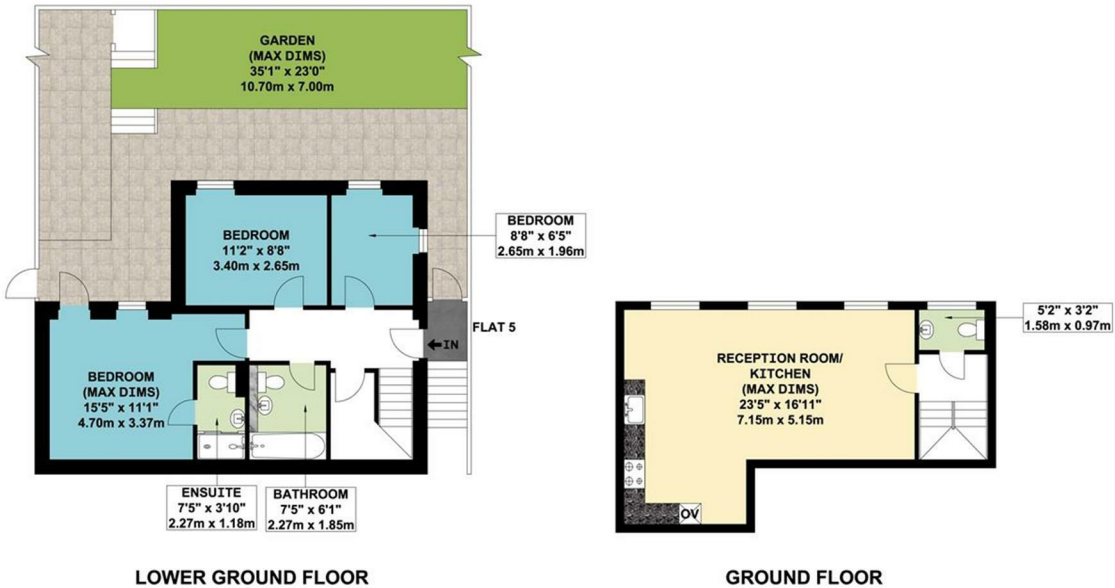 GARDEN
(MAX DIMS)
35'1" x 23'0"
10.70m x 7.00m
BEDROOM
11'2" x 8'8"
3.40m x 2.65m
BEDROOM
8'8" x 6'5"
2.65m x 1.96m
FLAT 5
IN
BEDROOM
(MAX DIMS)
15'5" x 11'1"
4.70m x 3.37m
ENSUITE
7'5" x 3'10"
2.27m x 1.18m
BATHROOM
7'5" x 6'1"
2.27m x 1.85m
LOWER GROUND FLOOR
5'2" x 3'2"
1.58m x 0.97m
RECEPTION ROOM/
KITCHEN
(MAX DIMS)
23'5" x 16'11"
7.15m x 5.15m
OV
GROUND FLOOR